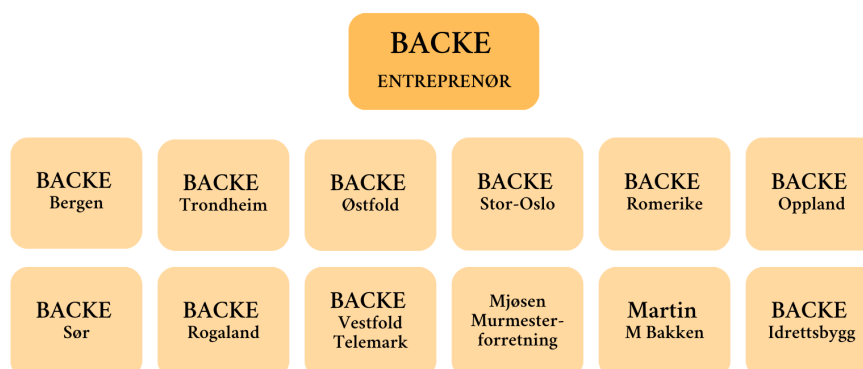 BACKE
ENTREPRENØR
BACKE
Bergen
BACKE
Trondheim
BACKE
Østfold
BACKE
Stor-Oslo
BACKE
Romerike
BACKE
Oppland
BACKE
Sør
BACKE
Rogaland
BACKE
Vestfold
Telemark
Mjøsen
Murmester-
forretning
Martin
M Bakken
BACKE
Idrettsbygg